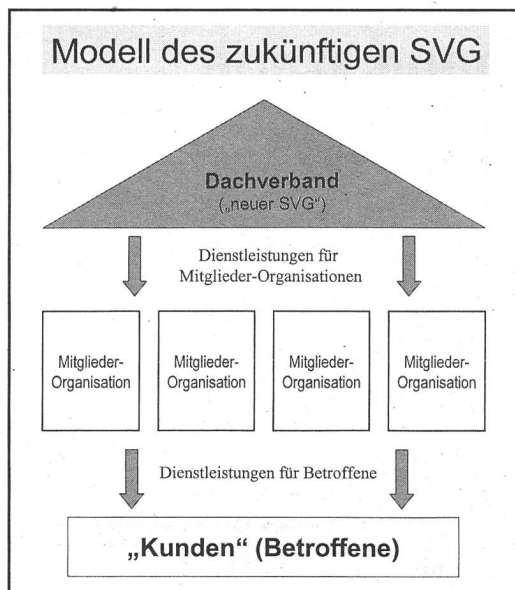 Modell des zukünftigen SVG
Dachverband
(„neuer SVG“)
Dienstleistungen für
Mitglieder-Organisationen
Mitglieder-
Organisation
Mitglieder-
Organisation
Mitglieder-
Organisation
Mitglieder-
Organisation
Dienstleistungen für Betroffene
„Kunden“ (Betroffene)